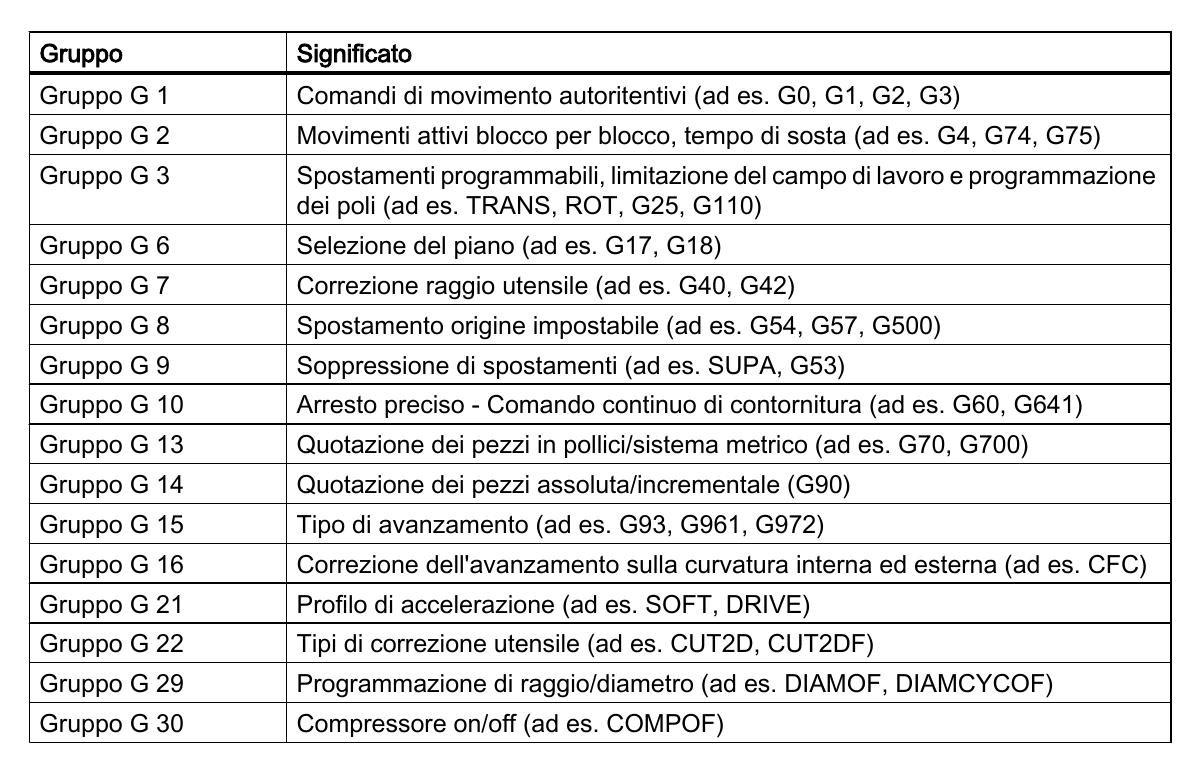 Gruppo Significato
Gruppo G 1 Comandi di movimento autoritentivi (ad es. G0, G1, G2, G3)
Gruppo G 2 Movimenti attivi blocco per blocco, tempo di sosta (ad es. G4, G74, G75)
Gruppo G 3 Spostamenti programmabili, limitazione del campo di lavoro e programmazione
dei poli (ad es. TRANS, ROT, G25, G110)
Gruppo G 6 Selezione del piano (ad es. G17, G18)
Gruppo G 7 Correzione raggio utensile (ad es. G40, G42)
Gruppo G 8 Spostamento origine impostabile (ad es. G54, G57, G500)
Gruppo G 9 Soppressione di spostamenti (ad es. SUPA, G53)
Gruppo G 10 Arresto preciso - Comando continuo di contornitura (ad es. G60, G641)
Gruppo G 13 Quotazione dei pezzi in pollici/sistema metrico (ad es. G70, G700)
Gruppo G 14 Quotazione dei pezzi assoluta/incrementale (G90)
Gruppo G 15 Tipo di avanzamento (ad es. G93, G961, G972)
Gruppo G 16 Correzione dell'avanzamento sulla curvatura interna ed esterna (ad es. CFC)
Gruppo G 21 Profilo di accelerazione (ad es. SOFT, DRIVE)
Gruppo G 22 Tipi di correzione utensile (ad es. CUT2D, CUT2DF)
Gruppo G 29 Programmazione di raggio/diametro (ad es. DIAMOF, DIAMCYCOF)
Gruppo G 30 Compressore on/off (ad es. COMPOF)